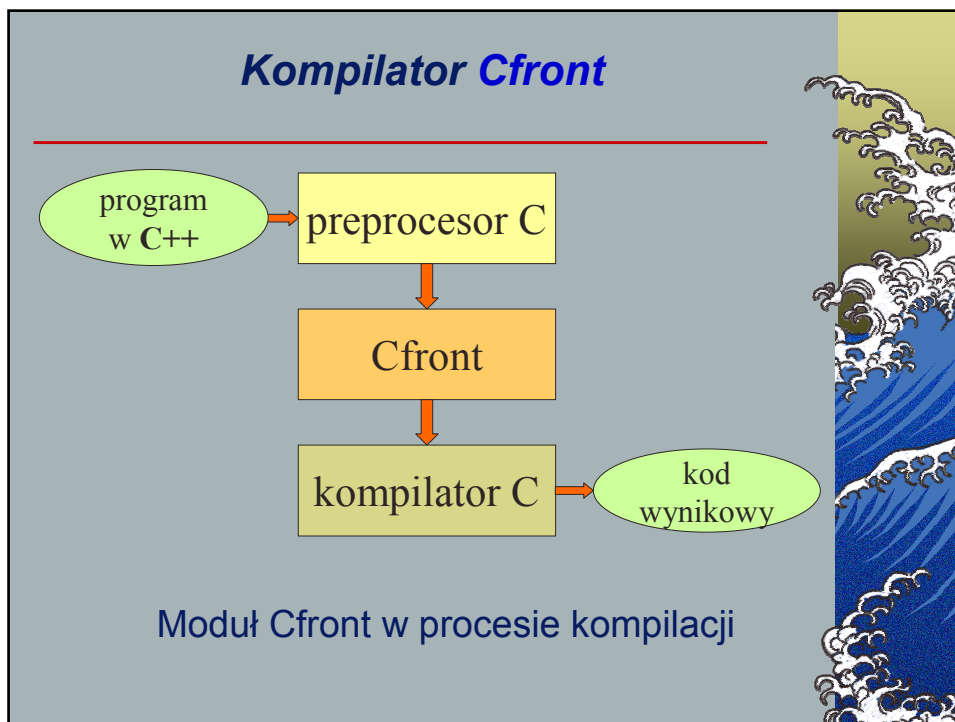 Kompilator Cfront
program
w C++
preprocesor C
Cfront
kompilator C
kod
wynikowy
Moduł Cfront w procesie kompilacji